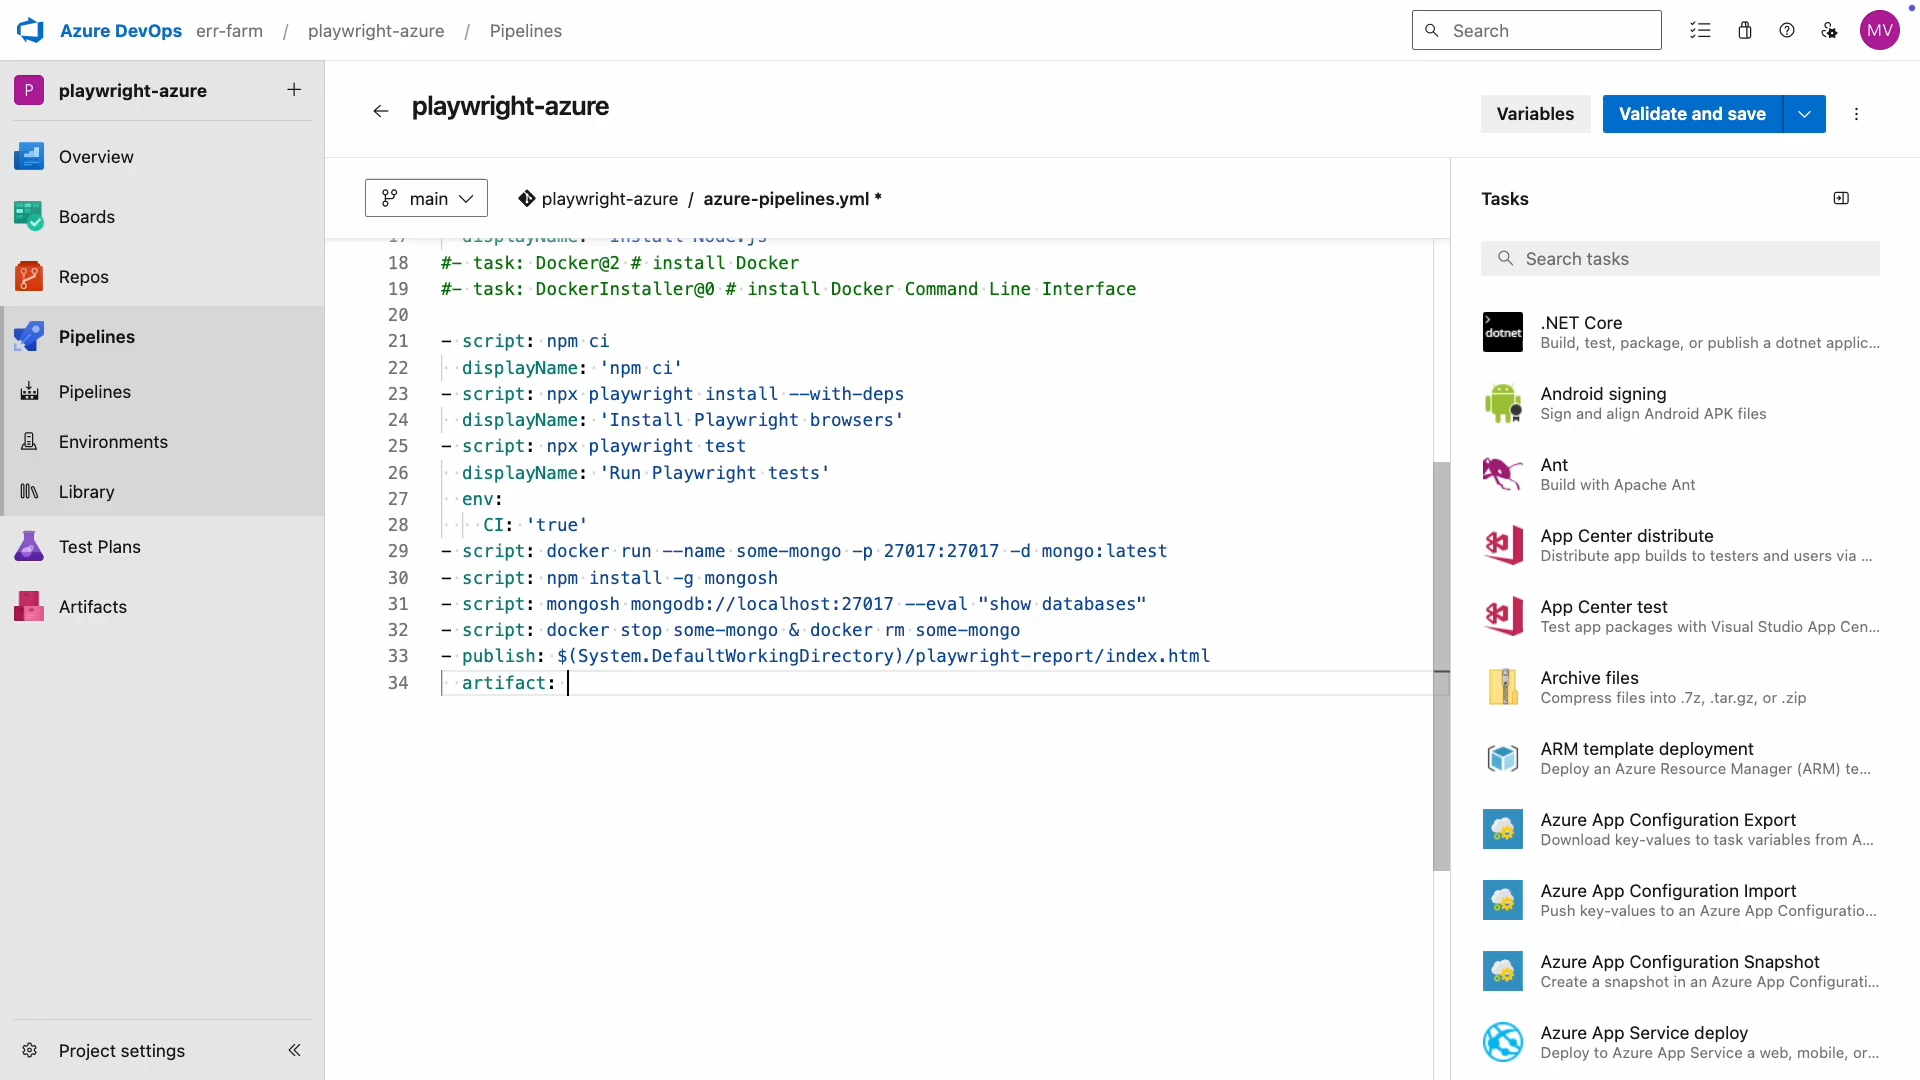 Azure DevOps err-farm / playwright-azure / Pipelines
Search
MV
P playwright-azure
Overview
Boards
Repos
Pipelines
Pipelines
Environments
Library
Test Plans
Artifacts
Project settings
playwright-azure
Variables
Validate and save
main
playwright-azure / azure-pipelines.yml *
17 displayName: 'Install Node.js'
18 #- task: Docker@2 # install Docker
19 #- task: DockerInstaller@0 # install Docker Command Line Interface
20
21 - script: npm ci
22 displayName: 'npm ci'
23 - script: npx playwright install --with-deps
24 displayName: 'Install Playwright browsers'
25 - script: npx playwright test
26 displayName: 'Run Playwright tests'
27 env:
28 CI: 'true'
29 - script: docker run --name some-mongo -p 27017:27017 -d mongo:latest
30 - script: npm install -g mongosh
31 - script: mongosh mongodb://localhost:27017 --eval "show databases"
32 - script: docker stop some-mongo & docker rm some-mongo
33 - publish: $(System.DefaultWorkingDirectory)/playwright-report/index.html
34 artifact:
Tasks
Search tasks
dotnet
.NET Core
Build, test, package, or publish a dotnet applic...
Android signing
Sign and align Android APK files
Ant
Build with Apache Ant
App Center distribute
Distribute app builds to testers and users via ...
App Center test
Test app packages with Visual Studio App Cen...
Archive files
Compress files into .7z, .tar.gz, or .zip
ARM template deployment
Deploy an Azure Resource Manager (ARM) te...
Azure App Configuration Export
Download key-values to task variables from A...
Azure App Configuration Import
Push key-values to an Azure App Configuratio...
Azure App Configuration Snapshot
Create a snapshot in an Azure App Configurati...
Azure App Service deploy
Deploy to Azure App Service a web, mobile, or...